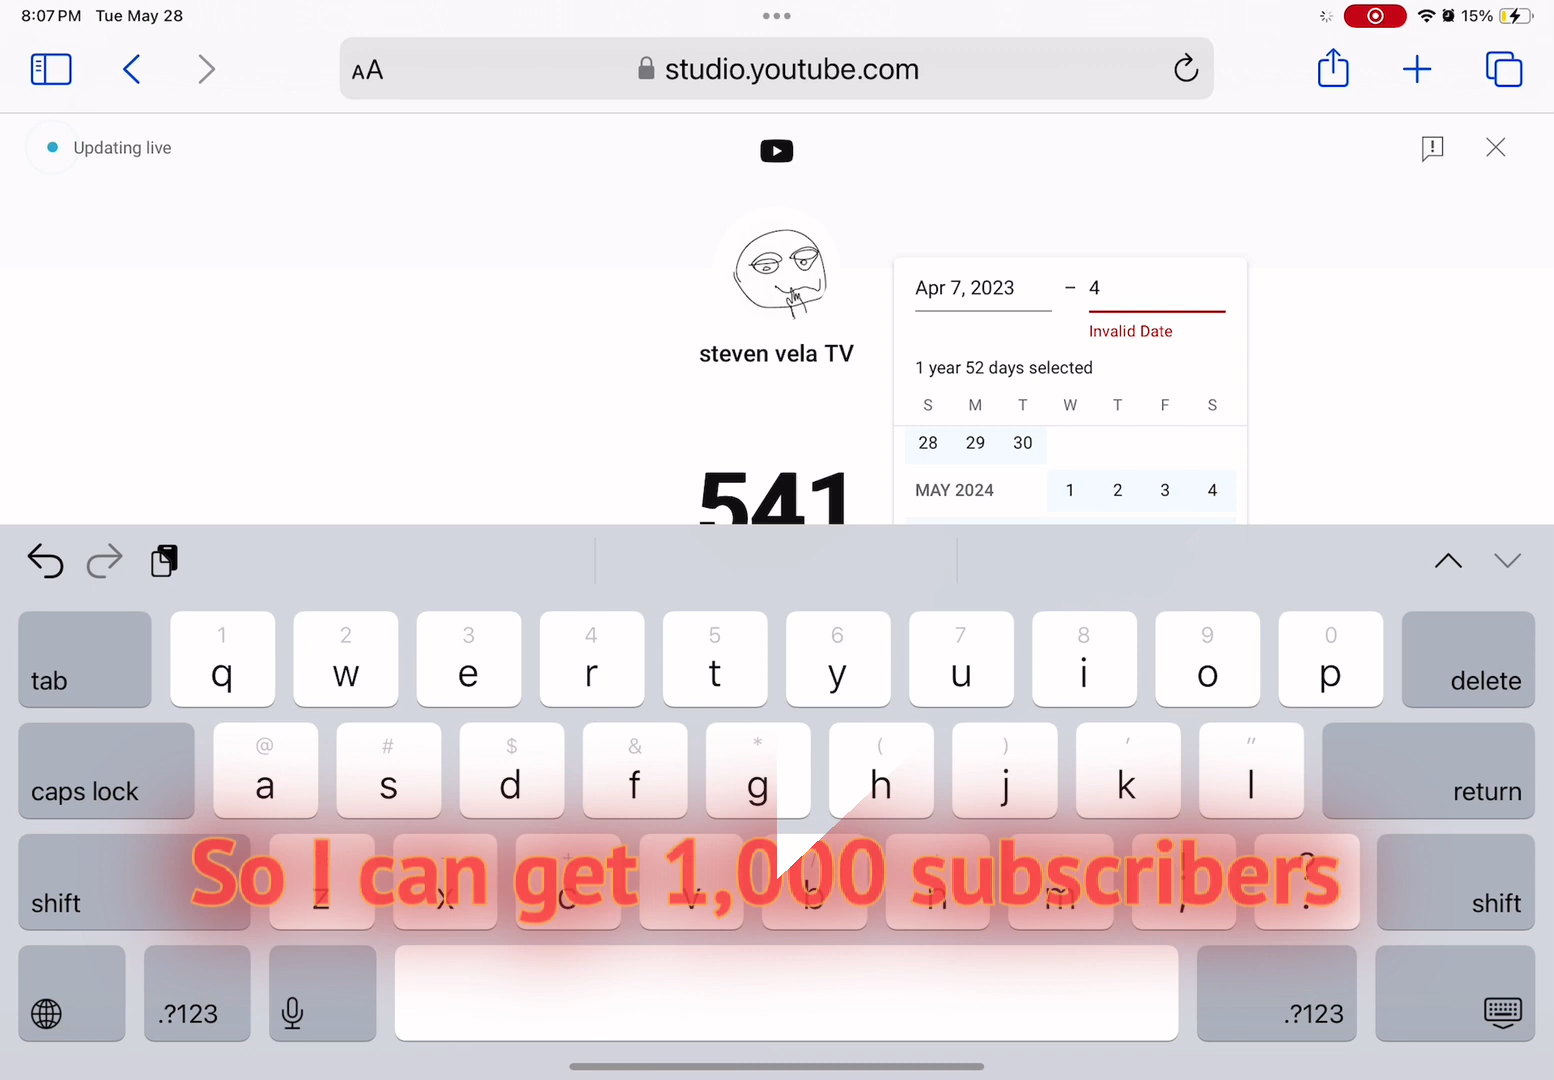 8:07 PM Tue May 28
15%
AA
studio.youtube.com
Updating live
steven vela TV
541
Apr 7, 2023 – 4
Invalid Date
1 year 52 days selected
S M T W T F S
28 29 30
MAY 2024 1 2 3 4
1 2 3 4 5 6 7 8 9 0
tab q w e r t y u i o p delete
@ # $ & * ( ) ' "
caps lock a s d f g h j k l return
So I can get 1,000 subscribers
shift z x c v b n m , . ? shift
.?123 .?123